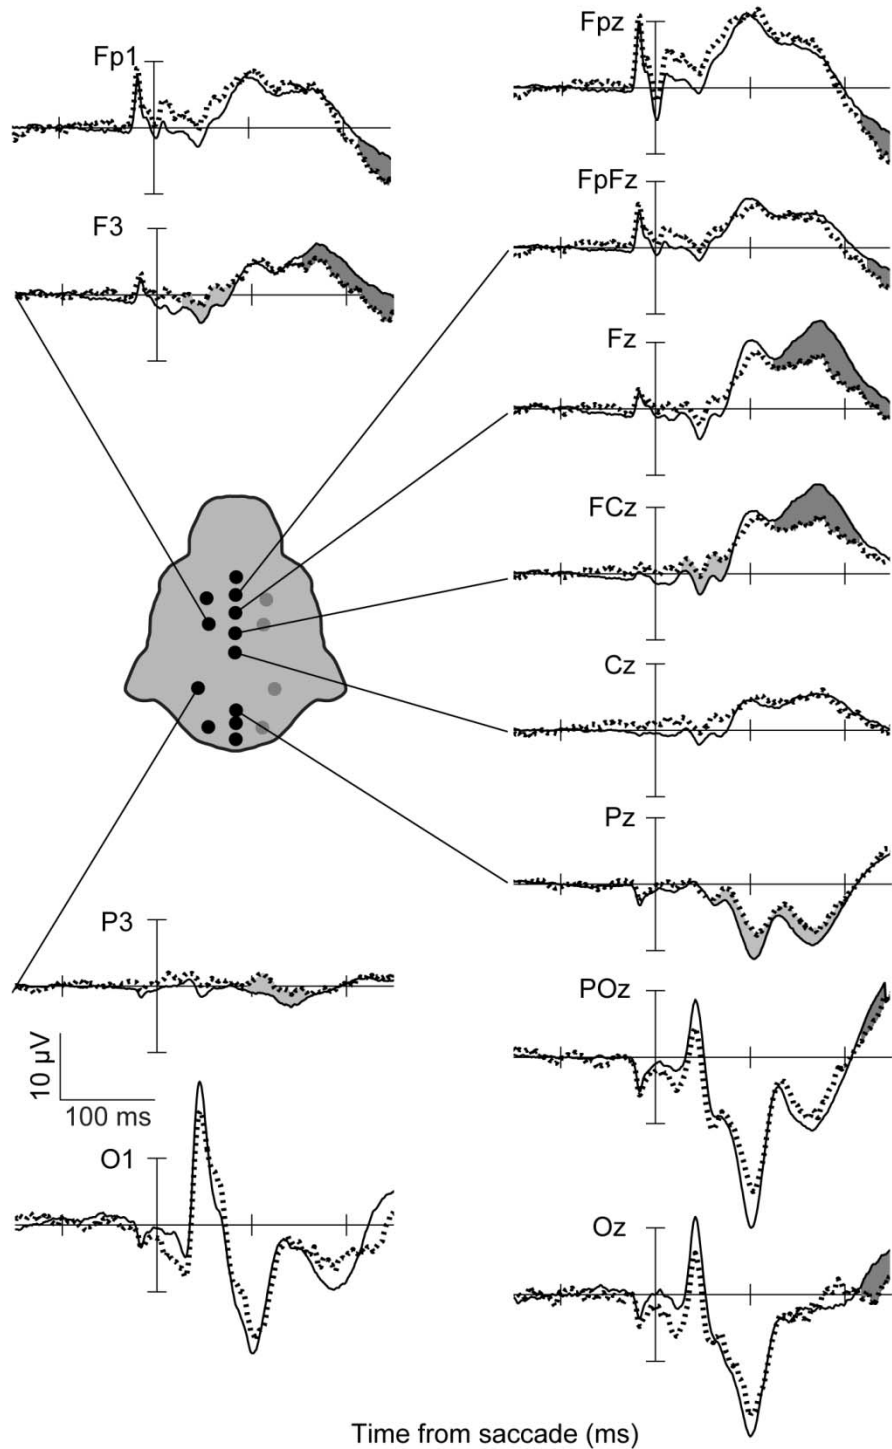 Fp1
F3
P3
10 μV
100 ms
O1
Fpz
FpFz
Fz
FCz
Cz
Pz
POz
Oz
Time from saccade (ms)